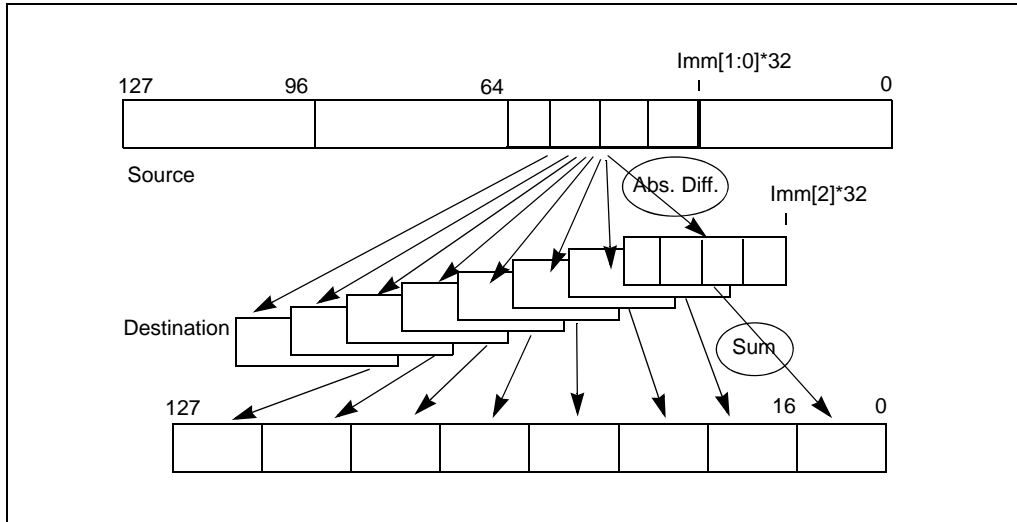 Imm[1:0]*32
127 96 64 0
Source
Abs. Diff.
Imm[2]*32
Destination
Sum
127 16 0